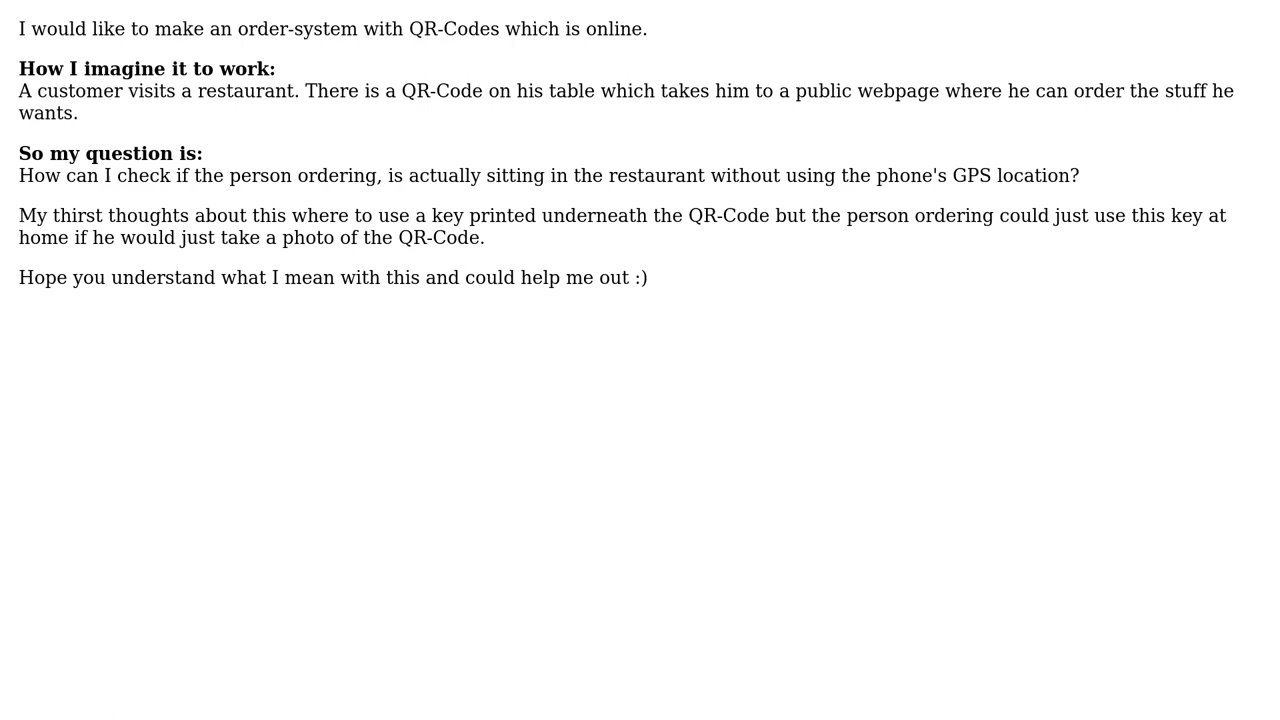 I would like to make an order-system with QR-Codes which is online.
How I imagine it to work:
A customer visits a restaurant. There is a QR-Code on his table which takes him to a public webpage where he can order the stuff he
wants.
So my question is:
How can I check if the person ordering, is actually sitting in the restaurant without using the phone's GPS location?
My thirst thoughts about this where to use a key printed underneath the QR-Code but the person ordering could just use this key at
home if he would just take a photo of the QR-Code.
Hope you understand what I mean with this and could help me out :)